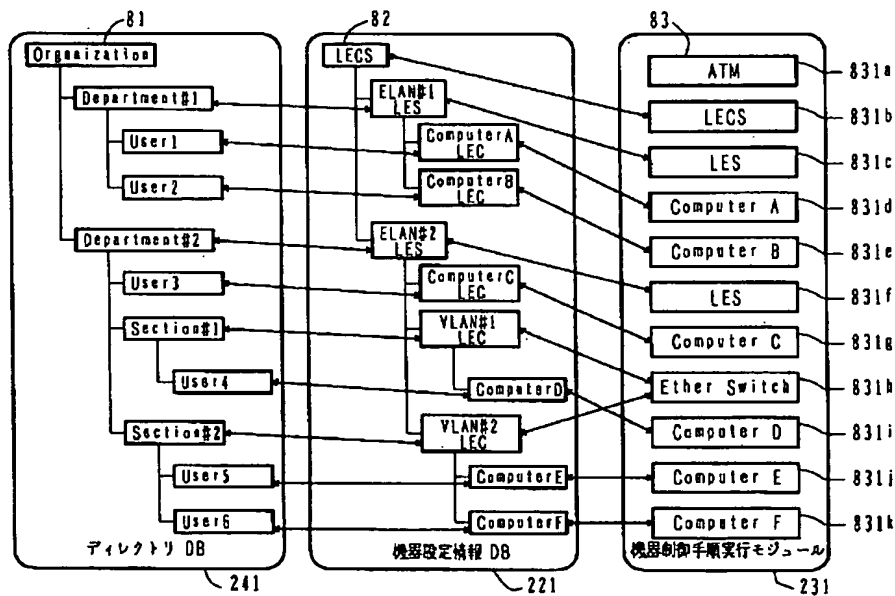 81
Organization
Department#1
User1
User2
Department#2
User3
Section#1
User4
Section#2
User5
User6
ディレクトリ DB
241
82
LECS
ELAN#1
LES
ComputerA
LEC
ComputerB
LEC
ELAN#2
LES
ComputerC
LEC
VLAN#1
LEC
ComputerD
VLAN#2
LEC
ComputerE
ComputerF
機器設定情報 DB
221
83
ATM
831a
LECS
831b
LES
831c
Computer A
831d
Computer B
831e
LES
831f
Computer C
831g
Ether Switch
831h
Computer D
831i
Computer E
831j
Computer F
831k
機器制御手順実行モジュール
231